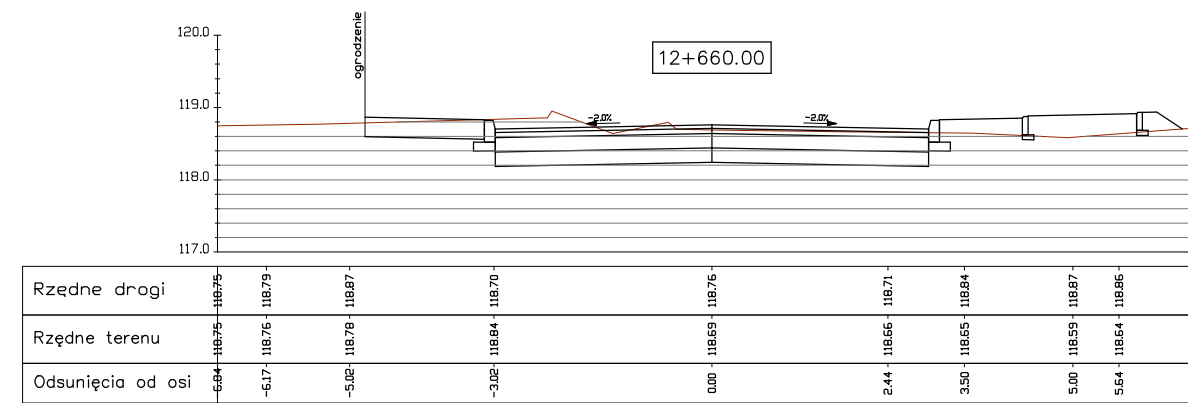 120.0
ogrodzenie
12+660.00
119.0
-2.0%
-2.0%
118.0
117.0
Rzędne drogi 118.75 118.79 118.87 118.70 118.76 118.71 118.84 118.87 118.86
Rzędne terenu 118.75 118.76 118.78 118.84 118.69 118.66 118.65 118.59 118.64
Odsunięcia od osi -6.84 -6.17 -5.02 -3.02 0.00 2.44 3.50 5.00 5.64